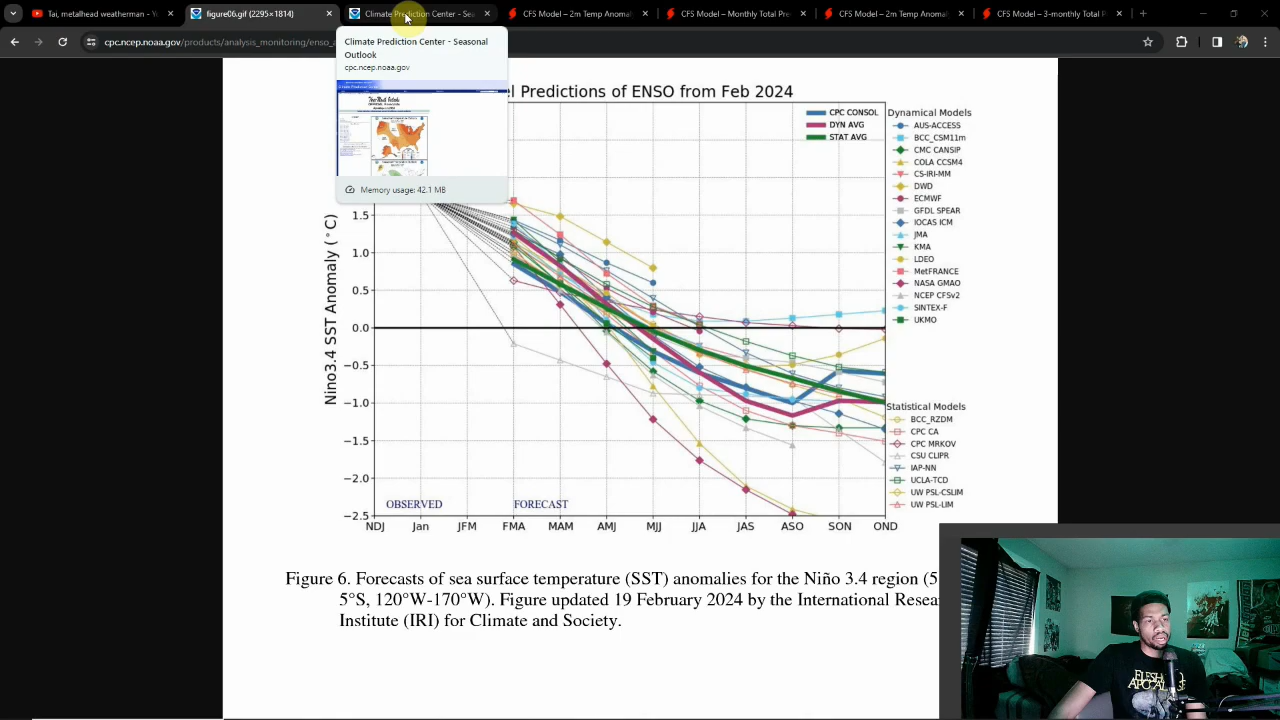 Tai, metalhead weatherman - Yo
figure06.gif (2295×1814)
Climate Prediction Center - Sea
CFS Model – 2m Temp Anomal
CFS Model – Monthly Total Pre
CFS Model – 2m Temp Anomal
CFS Model – 3-monthly Total P
cpc.ncep.noaa.gov/products/analysis_monitoring/enso_a
Climate Prediction Center - Seasonal
Outlook
cpc.ncep.noaa.gov
Memory usage: 42.1 MB
l Predictions of ENSO from Feb 2024
CPC CONSOL
DYN AVG
STAT AVG
Dynamical Models
AUS-ACCESS
BCC_CSM11m
CMC CANSIP
COLA CCSM4
CS-IRI-MM
DWD
ECMWF
GFDL SPEAR
IOCAS ICM
JMA
KMA
LDEO
MetFRANCE
NASA GMAO
NCEP CFSv2
SINTEX-F
UKMO
Statistical Models
BCC_RZDM
CPC CA
CPC MRKOV
CSU CLIPR
IAP-NN
UCLA-TCD
UW PSL-CSLIM
UW PSL-LIM
Nino3.4 SST Anomaly (°C)
1.5
1.0
0.5
0.0
−0.5
−1.0
−1.5
−2.0
−2.5
OBSERVED FORECAST
NDJ Jan JFM FMA MAM AMJ MJJ JJA JAS ASO SON OND
Figure 6. Forecasts of sea surface temperature (SST) anomalies for the Niño 3.4 region (5
5°S, 120°W-170°W). Figure updated 19 February 2024 by the International Resear
Institute (IRI) for Climate and Society.